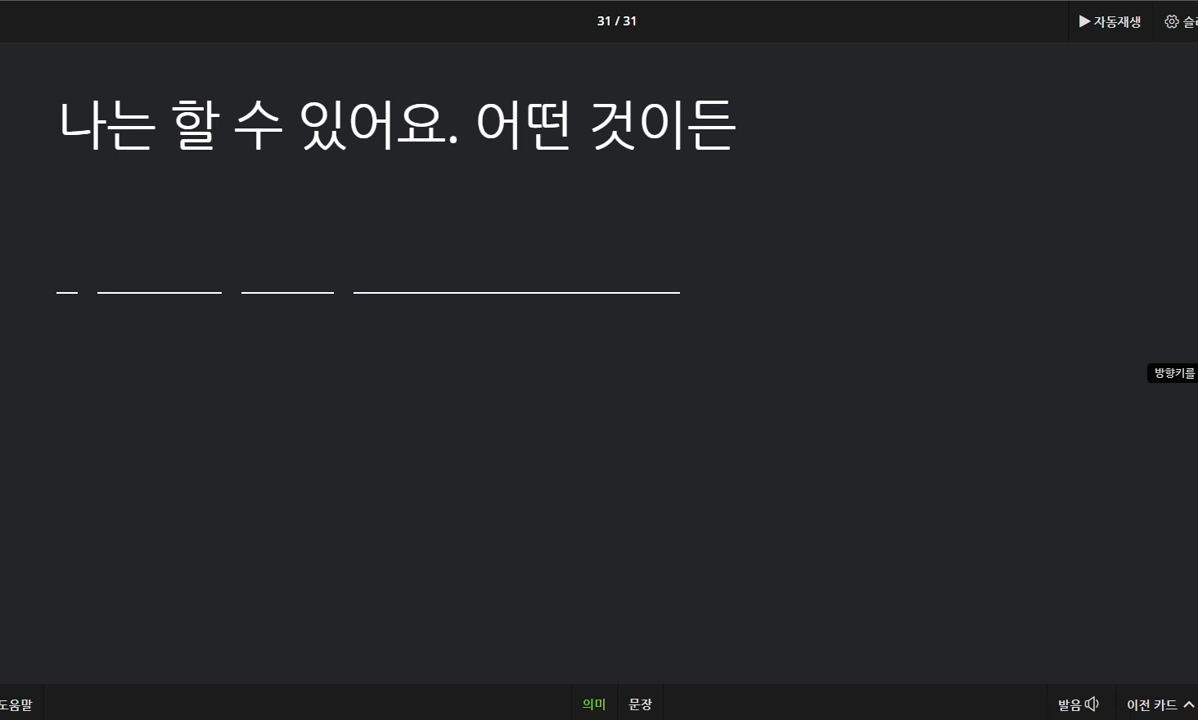 31 / 31
▶ 자동재생
나는 할 수 있어요. 어떤 것이든
방향키를
도움말
의미
문장
발음
이전 카드